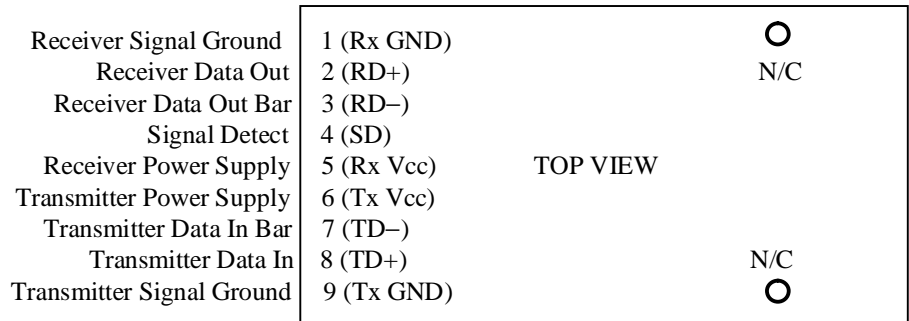 Receiver Signal Ground 1 (Rx GND)
Receiver Data Out 2 (RD+) N/C
Receiver Data Out Bar 3 (RD−)
Signal Detect 4 (SD)
Receiver Power Supply 5 (Rx Vcc) TOP VIEW
Transmitter Power Supply 6 (Tx Vcc)
Transmitter Data In Bar 7 (TD−)
Transmitter Data In 8 (TD+) N/C
Transmitter Signal Ground 9 (Tx GND)